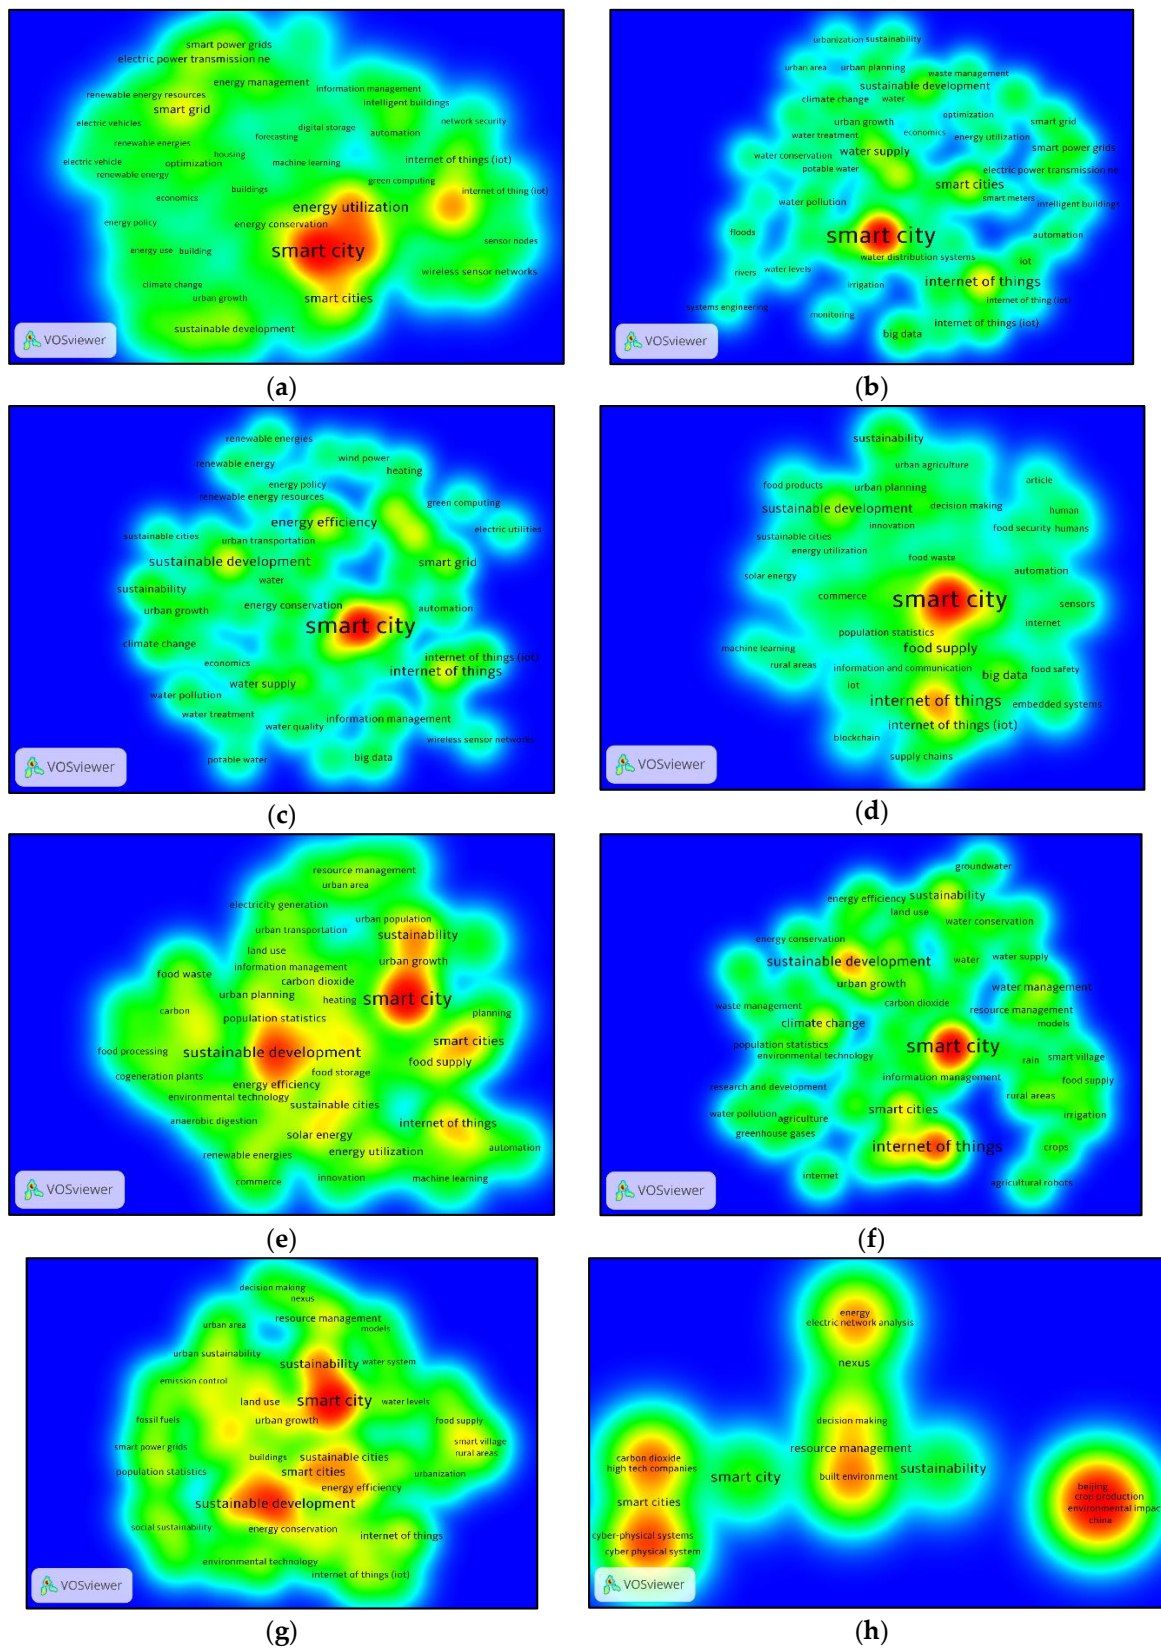 smart power grids
electric power transmission ne
energy management
renewable energy resources
information management
smart grid
intelligent buildings
electric vehicles
digital storage
network security
forecasting
automation
renewable energies
housing
electric vehicle
optimization
machine learning
internet of things (iot)
renewable energy
green computing
buildings
internet of thing (iot)
economics
energy utilization
energy policy
energy conservation
sensor nodes
energy use
building
smart city
wireless sensor networks
climate change
urban growth
smart cities
sustainable development
VOSviewer
(a)
urbanization
sustainability
urban area
urban planning
waste management
sustainable development
climate change
water
optimization
urban growth
smart grid
water treatment
economics
energy utilization
water supply
smart power grids
water conservation
potable water
electric power transmission ne
smart cities
water pollution
smart meters
intelligent buildings
floods
smart city
automation
water distribution systems
iot
rivers
water levels
irrigation
internet of things
internet of thing (iot)
systems engineering
monitoring
internet of things (iot)
big data
VOSviewer
(b)
renewable energies
wind power
renewable energy
heating
energy policy
renewable energy resources
green computing
energy efficiency
electric utilities
sustainable cities
urban transportation
sustainable development
smart grid
water
sustainability
urban growth
energy conservation
automation
smart city
climate change
internet of things (iot)
economics
internet of things
water supply
water pollution
water treatment
information management
water quality
wireless sensor networks
potable water
big data
VOSviewer
(c)
sustainability
urban agriculture
article
food products
urban planning
sustainable development
decision making
human
innovation
food security
humans
sustainable cities
energy utilization
food waste
solar energy
automation
commerce
smart city
sensors
internet
population statistics
machine learning
food supply
rural areas
information and communication
food safety
big data
iot
internet of things
embedded systems
internet of things (iot)
blockchain
supply chains
VOSviewer
(d)
resource management
urban area
electricity generation
urban population
urban transportation
sustainability
land use
urban growth
food waste
information management
carbon dioxide
urban planning
heating
smart city
carbon
planning
population statistics
smart cities
food processing
sustainable development
food supply
cogeneration plants
food storage
energy efficiency
environmental technology
sustainable cities
anaerobic digestion
internet of things
solar energy
automation
renewable energies
energy utilization
commerce
innovation
machine learning
VOSviewer
(e)
groundwater
energy efficiency
sustainability
land use
water conservation
energy conservation
sustainable development
water
water supply
urban growth
water management
waste management
carbon dioxide
resource management
climate change
models
population statistics
smart city
environmental technology
rain
smart village
information management
food supply
research and development
rural areas
water pollution
agriculture
smart cities
irrigation
greenhouse gases
internet of things
crops
internet
agricultural robots
VOSviewer
(f)
decision making
nexus
urban area
resource management
models
urban sustainability
sustainability
water system
emission control
land use
smart city
water levels
fossil fuels
urban growth
food supply
smart power grids
buildings
sustainable cities
smart village
rural areas
population statistics
smart cities
urbanization
energy efficiency
sustainable development
social sustainability
energy conservation
internet of things
environmental technology
internet of things (iot)
VOSviewer
(g)
energy
electric network analysis
nexus
decision making
resource management
carbon dioxide
high tech companies
smart city
built environment
sustainability
beijing
crop production
smart cities
environmental impac
china
cyber-physical systems
cyber physical system
VOSviewer
(h)